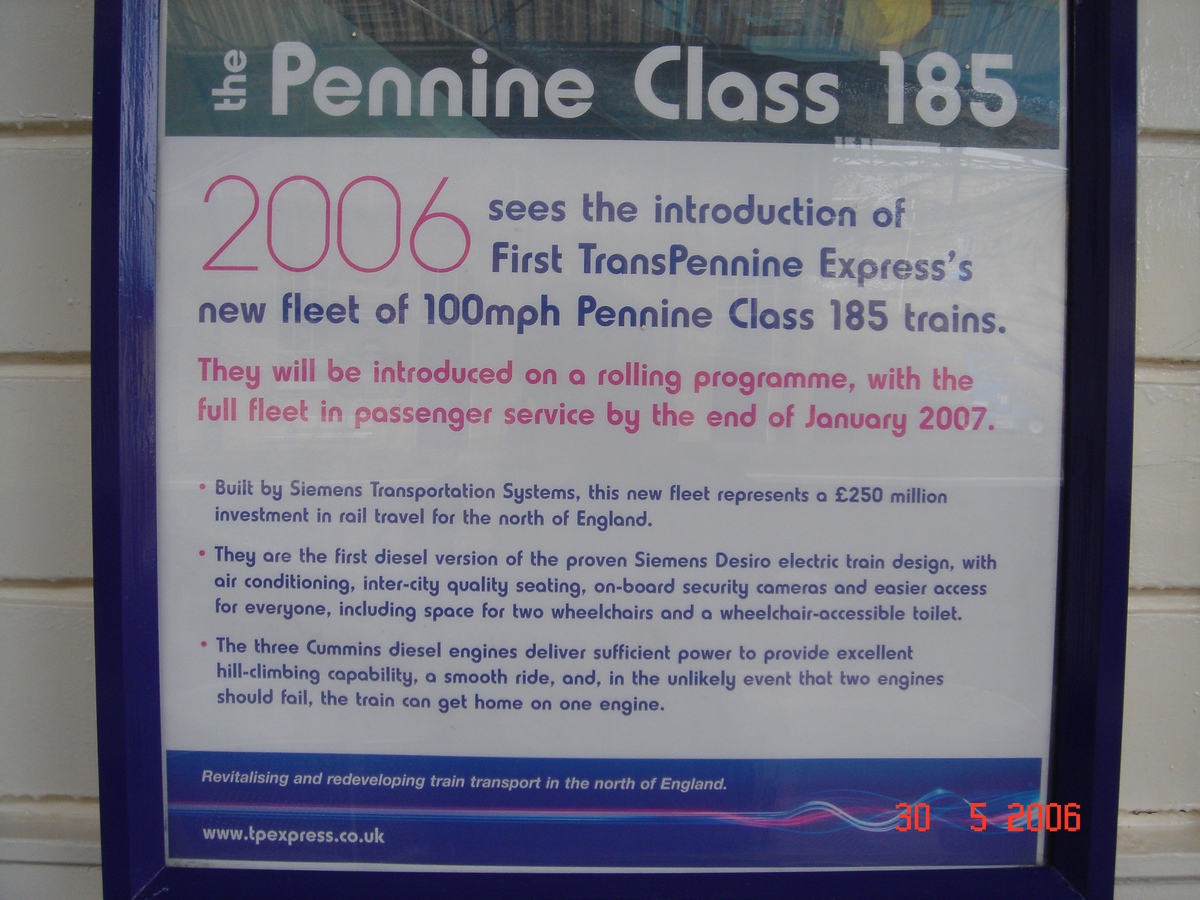 the Pennine Class 185
2006 sees the introduction of
First TransPennine Express's
new fleet of 100mph Pennine Class 185 trains.
They will be introduced on a rolling programme, with the
full fleet in passenger service by the end of January 2007.
• Built by Siemens Transportation Systems, this new fleet represents a £250 million
investment in rail travel for the north of England.
• They are the first diesel version of the proven Siemens Desiro electric train design, with
air conditioning, inter-city quality seating, on-board security cameras and easier access
for everyone, including space for two wheelchairs and a wheelchair-accessible toilet.
• The three Cummins diesel engines deliver sufficient power to provide excellent
hill-climbing capability, a smooth ride, and, in the unlikely event that two engines
should fail, the train can get home on one engine.
Revitalising and redeveloping train transport in the north of England.
www.tpexpress.co.uk
30 5 2006